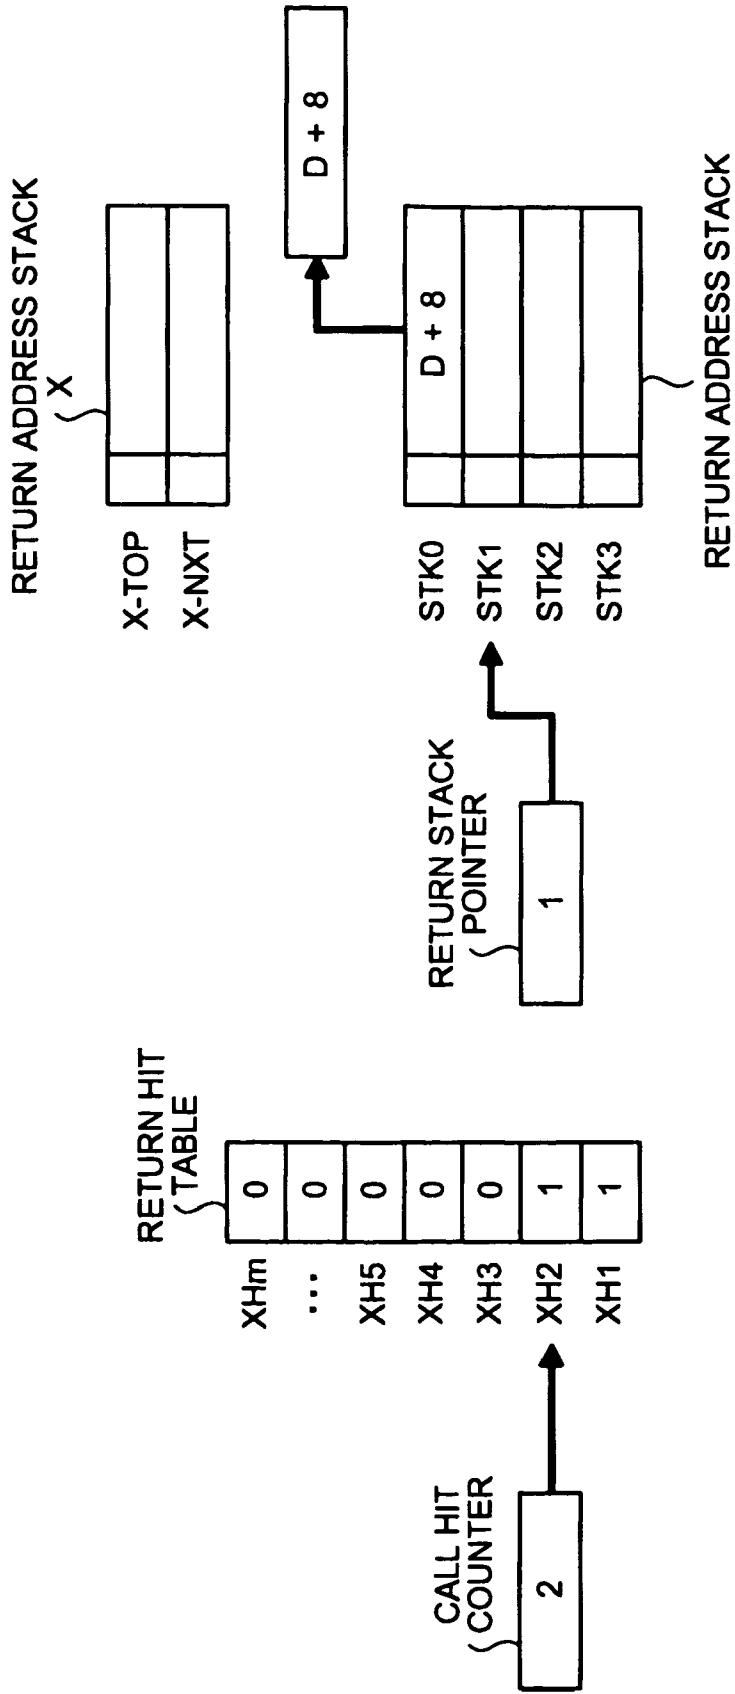 RETURN ADDRESS STACK
X
X-TOP
X-NXT
D + 8
RETURN HIT
TABLE
XHm
0
...
0
XH5
0
XH4
0
XH3
0
XH2
1
XH1
1
CALL HIT
COUNTER
2
RETURN STACK
POINTER
1
STK0
D + 8
STK1
STK2
STK3
RETURN ADDRESS STACK